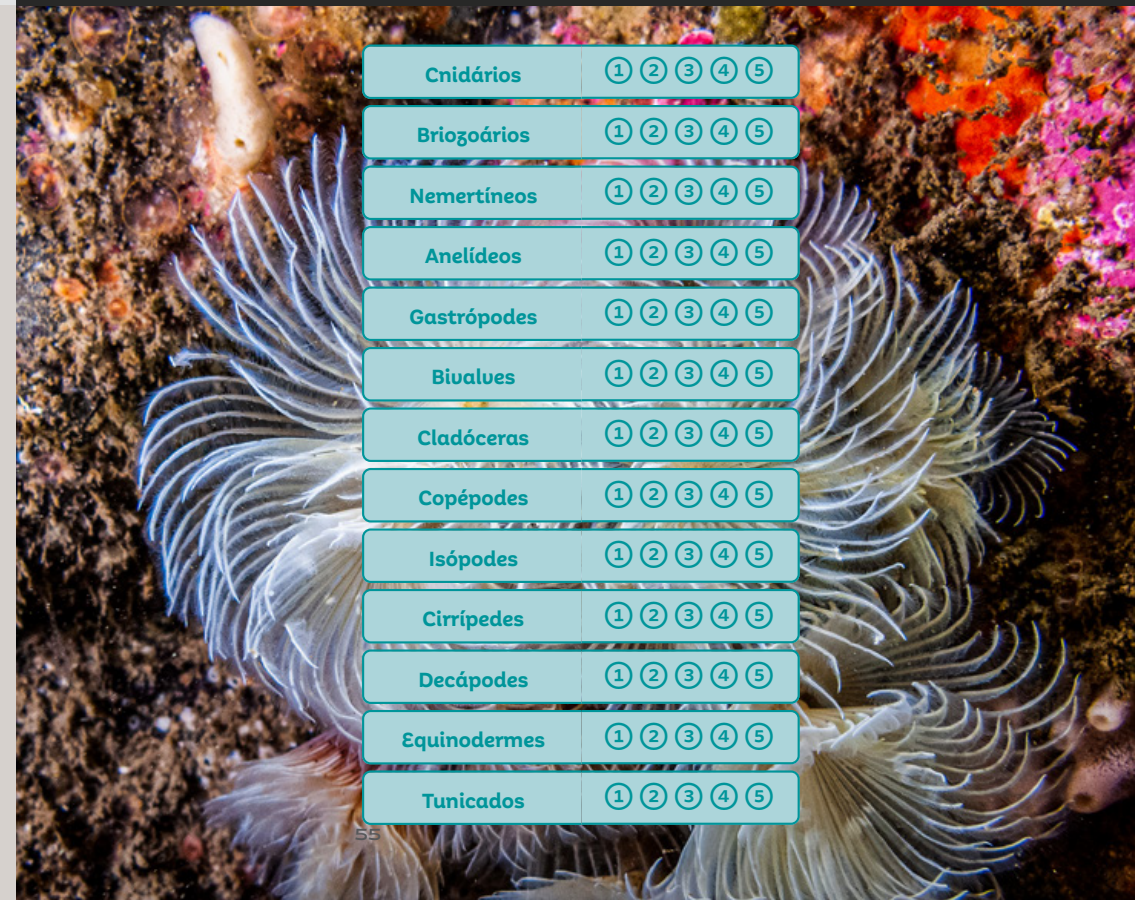 Cnidários 1 2 3 4 5
Briozoários 1 2 3 4 5
Nemertíneos 1 2 3 4 5
Anelídeos 1 2 3 4 5
Gastrópodes 1 2 3 4 5
Bivalves 1 2 3 4 5
Cladóceras 1 2 3 4 5
Copépodes 1 2 3 4 5
Isópodes 1 2 3 4 5
Cirrípedes 1 2 3 4 5
Decápodes 1 2 3 4 5
Equinodermes 1 2 3 4 5
Tunicados 1 2 3 4 5
55